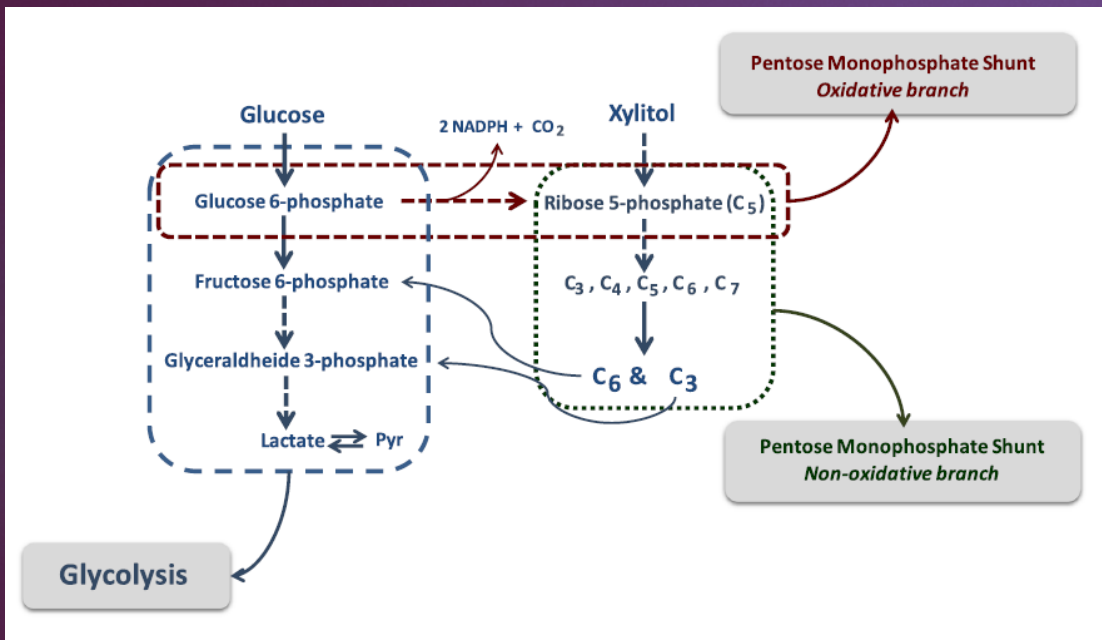 Pentose Monophosphate Shunt
Oxidative branch
Glucose
2 NADPH + CO₂
Xylitol
Glucose 6-phosphate
Ribose 5-phosphate (C₅)
Fructose 6-phosphate
C₃ , C₄ , C₅ , C₆ , C₇
Glyceraldheide 3-phosphate
C₆ & C₃
Lactate
Pyr
Pentose Monophosphate Shunt
Non-oxidative branch
Glycolysis